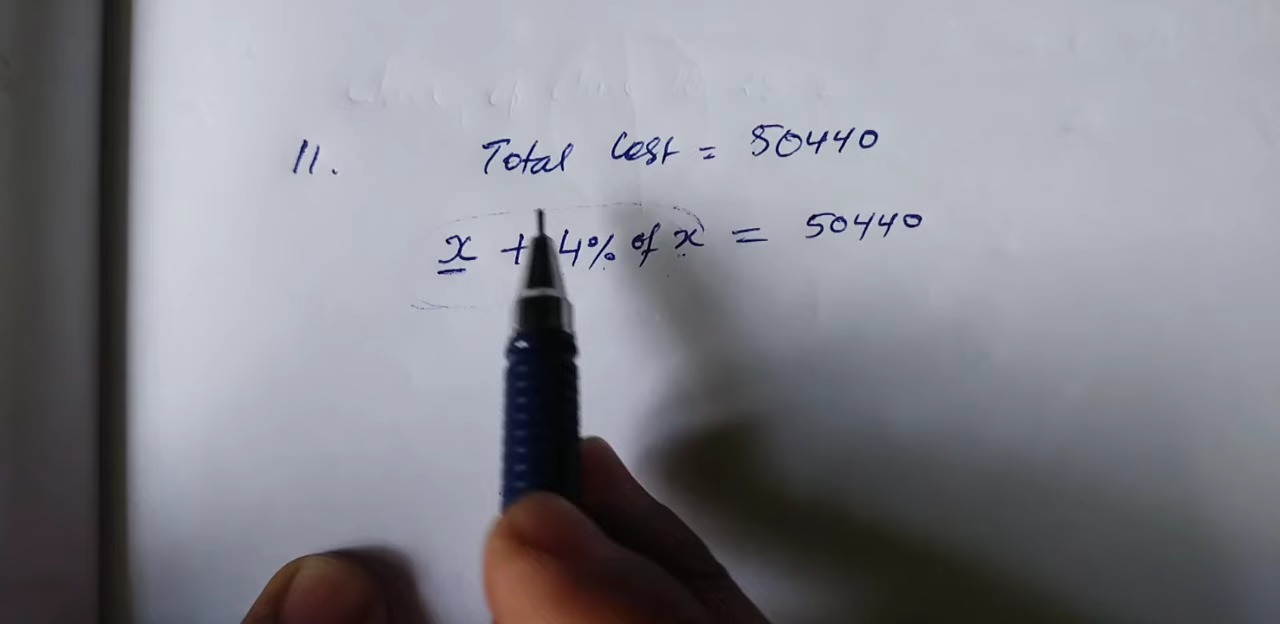 11. Total Cost = 50440
x + 4% of x = 50440